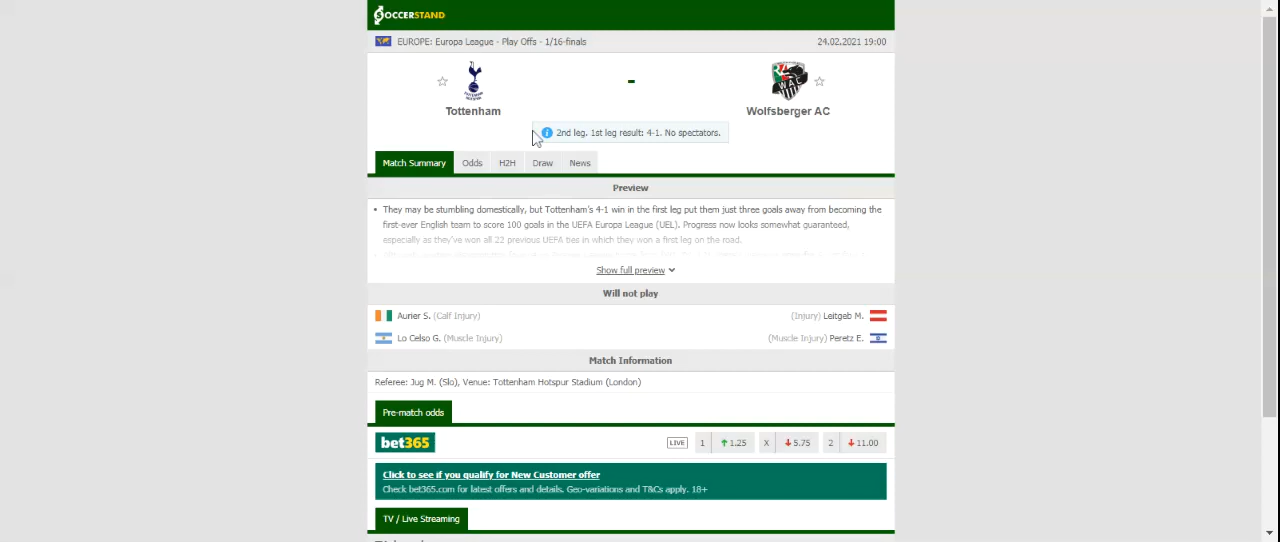 SOCCERSTAND
EUROPE: Europa League - Play Offs - 1/16-finals 24.02.2021 19:00
-
WAC
Tottenham Wolfsberger AC
2nd leg. 1st leg result: 4-1. No spectators.
Match Summary Odds H2H Draw News
Preview
• They may be stumbling domestically, but Tottenham's 4-1 win in the first leg put them just three goals away from becoming the
first-ever English team to score 100 goals in the UEFA Europa League (UEL). Progress now looks somewhat guaranteed,
especially as they've won all 22 previous UEFA ties in which they won a first leg on the road.
Show full preview
Will not play
Aurier S. (Calf Injury) (Injury) Leitgeb M.
Lo Celso G. (Muscle Injury) (Muscle Injury) Peretz E.
Match Information
Referee: Jug M. (Slo), Venue: Tottenham Hotspur Stadium (London)
Pre-match odds
bet365 LIVE 1 1.25 X 5.75 2 11.00
Click to see if you qualify for New Customer offer
Check bet365.com for latest offers and details. Geo-variations and T&Cs apply. 18+
TV / Live Streaming